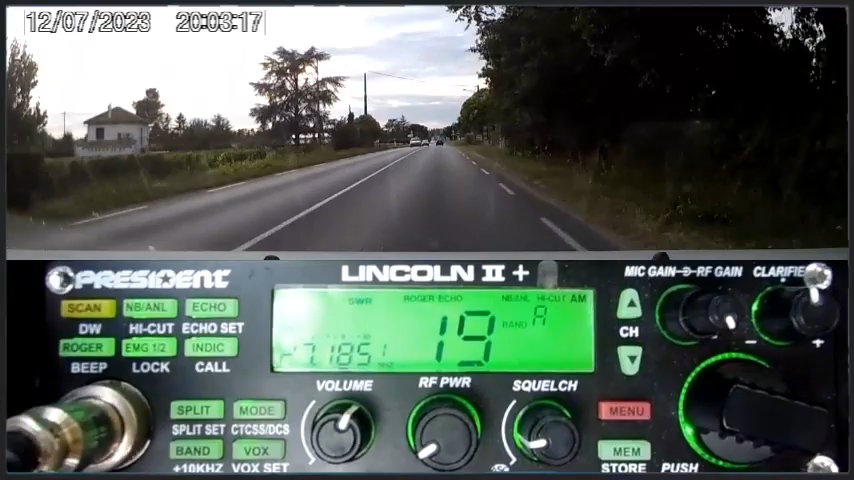 12/07/2023 20:03:17
PRESIDENT LINCOLN II + MIC GAIN RF GAIN
SCAN NB/ANL ECHO
DW HI-CUT ECHO SET
ROGER EMG 1/2 INDIC
BEEP LOCK CALL
SWR ROGER ECHO NB/ANL HI-CUT AM
19 BAND A
CH
VOLUME RF PWR SQUELCH
SPLIT MODE
SPLIT SET CTCSS/DCS
BAND VOX
+10KHZ VOX SET
MENU
MEM
STORE PUSH
- +